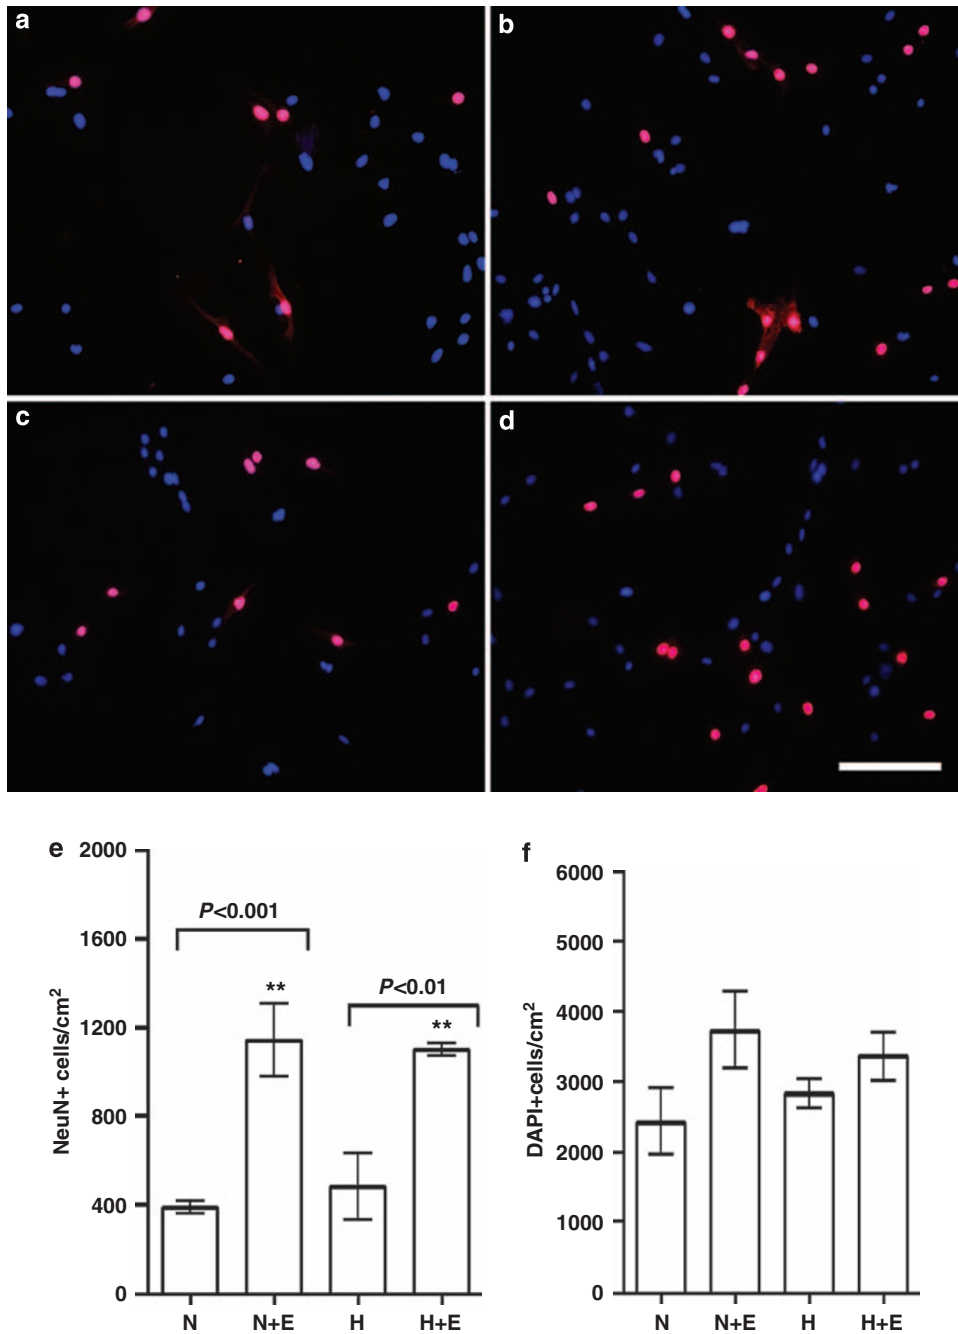 a
b
c
d
e
2000
1600
1200
800
400
0
NeuN+ cells/cm²
P<0.001
P<0.01
**
**
N
N+E
H
H+E
f
6000
5000
4000
3000
2000
1000
0
DAPI+cells/cm²
N
N+E
H
H+E